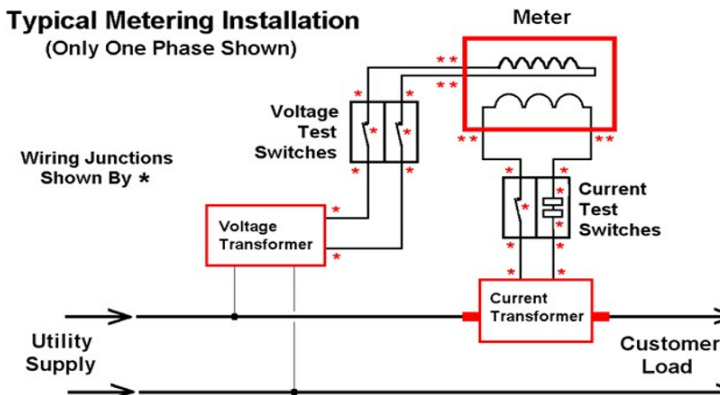 Typical Metering Installation
(Only One Phase Shown)
Meter
Voltage
Test
Switches
Wiring Junctions
Shown By *
Voltage
Transformer
Current
Test
Switches
Current
Transformer
Utility
Supply
Customer
Load